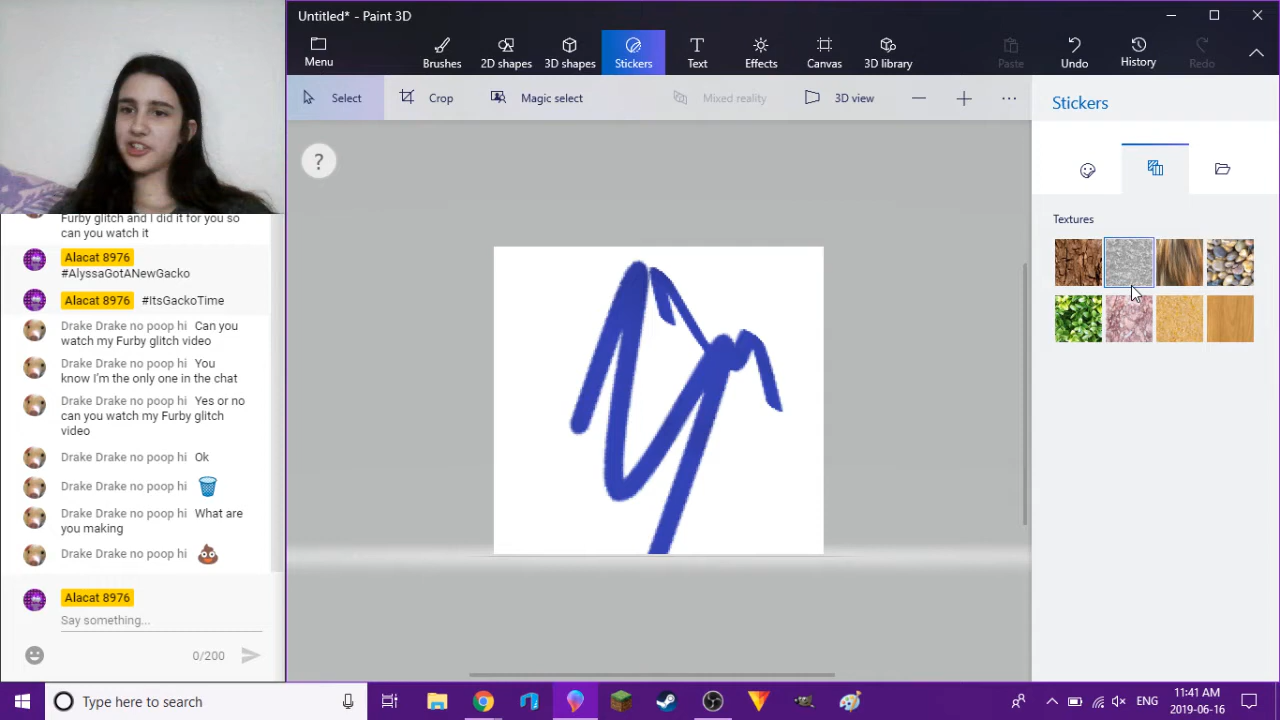 Untitled* - Paint 3D
Menu
Brushes
2D shapes
3D shapes
Stickers
Text
Effects
Canvas
3D library
Paste
Undo
History
Redo
Select
Crop
Magic select
Mixed reality
3D view
Stickers
?
Textures
Furby glitch and I did it for you so
can you watch it
Alacat 8976
#AlyssaGotANewGacko
Alacat 8976 #ItsGackoTime
Drake Drake no poop hi Can you
watch my Furby glitch video
Drake Drake no poop hi You
know I'm the only one in the chat
Drake Drake no poop hi Yes or no
can you watch my Furby glitch
video
Drake Drake no poop hi Ok
Drake Drake no poop hi
Drake Drake no poop hi What are
you making
Drake Drake no poop hi
Alacat 8976
Say something...
0/200
Type here to search
ENG
11:41 AM
2019-06-16